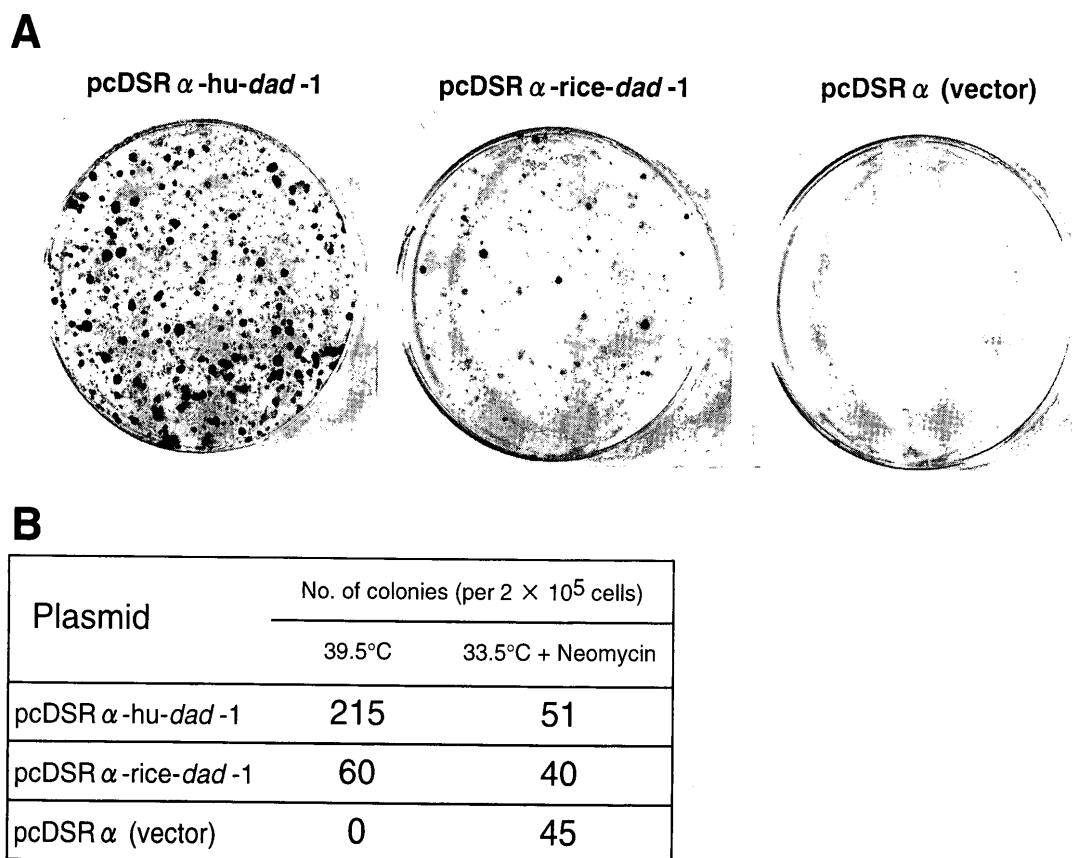 A
pcDSR α-hu-dad -1
pcDSR α-rice-dad -1
pcDSR α (vector)
B
Plasmid
No. of colonies (per 2 × 10⁵ cells)
39.5°C
33.5°C + Neomycin
pcDSR α-hu-dad -1
215
51
pcDSR α-rice-dad -1
60
40
pcDSR α (vector)
0
45